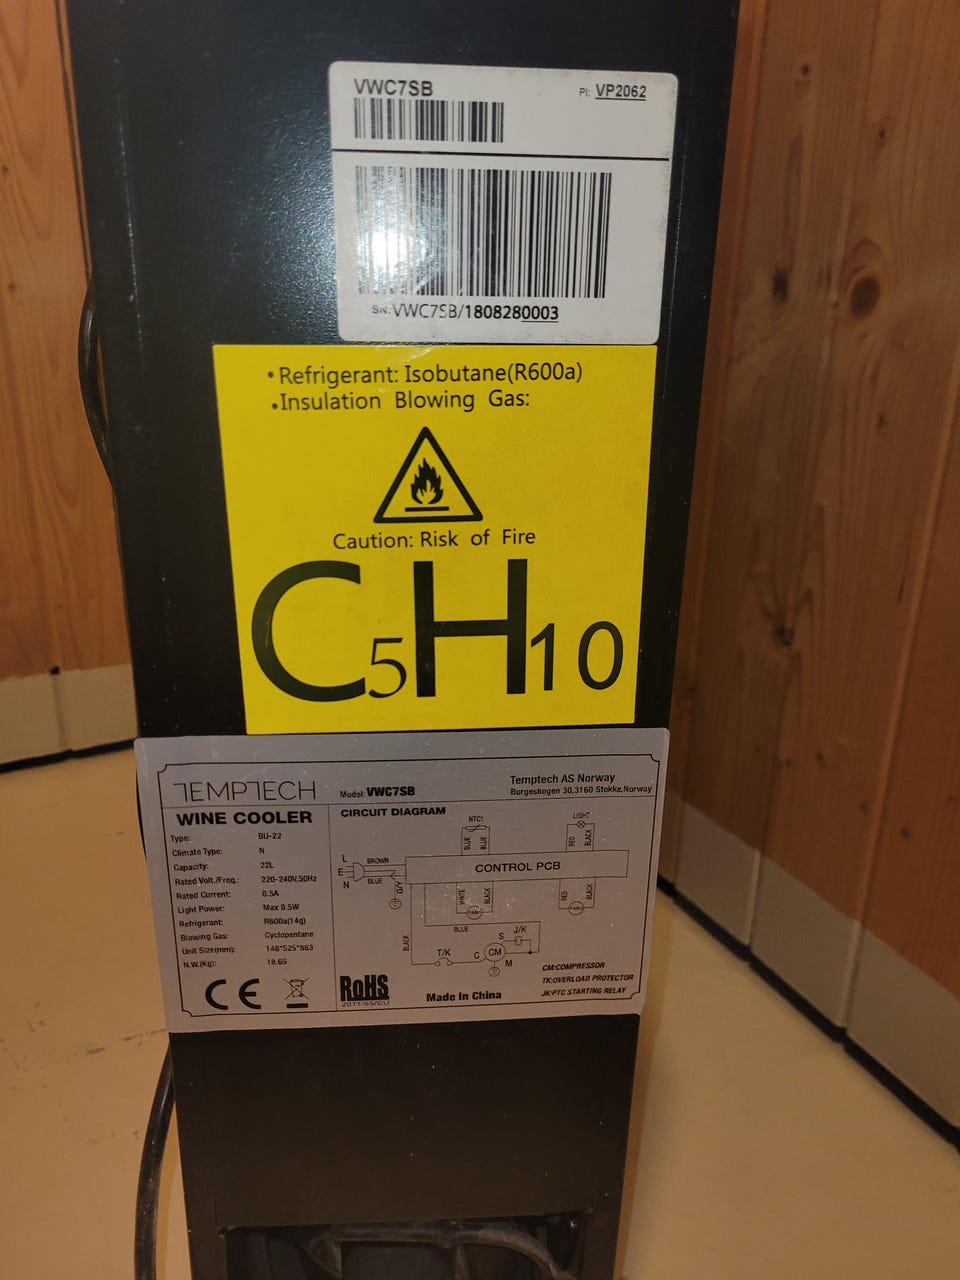 VWC7SB
PI: VP2062
SN:VWC7SB/1808280003
•Refrigerant: Isobutane(R600a)
•Insulation Blowing Gas:
Caution: Risk of Fire
C5H10
TEMPTECH
Model: VWC7SB
Temptech AS Norway
Borgeskogen 30,3160 Stokke,Norway
WINE COOLER
Type: BU-22
Climate Type: N
Capacity: 22L
Rated Volt./Freq.: 220-240V,50Hz
Rated Current: 0.5A
Light Power: Max 0.5W
Refrigerant: R600a(14g)
Blowing Gas: Cyclopentane
Unit Size(mm): 148*525*863
N.W.(Kg): 18.65
CE
RoHS
2011/65/EU
Made In China
CIRCUIT DIAGRAM
NTC1
LIGHT
BLUE
BLUE
RED
BLACK
CONTROL PCB
L
E
N
BROWN
BLUE
G/Y
WHITE
BLACK
FAN
RED
BLACK
BLUE
BLACK
T/K
C
S
CM
M
J/K
CM:COMPRESSOR
TK:OVERLOAD PROTECTOR
JK:PTC STARTING RELAY